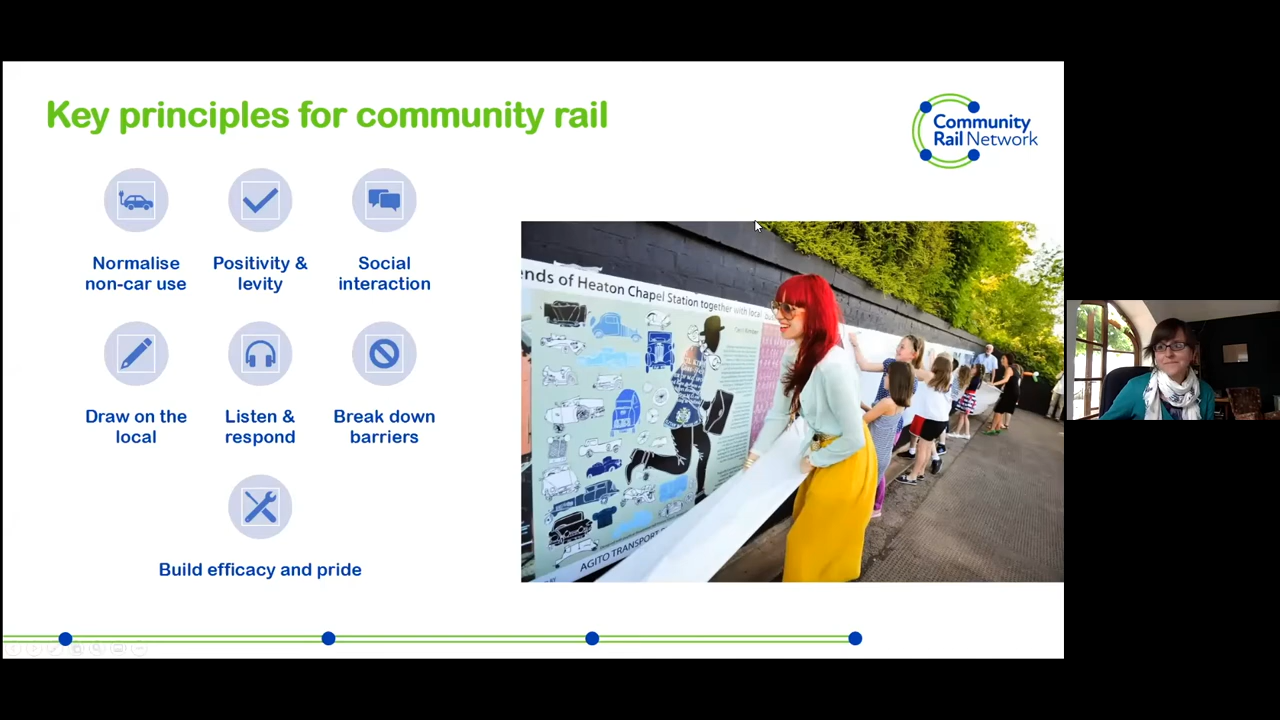 Key principles for community rail
Community
Rail Network
Normalise
non-car use
Positivity &
levity
Social
interaction
Draw on the
local
Listen &
respond
Break down
barriers
Build efficacy and pride
ends of Heaton Chapel Station together with local
AGITO TRANSPORT